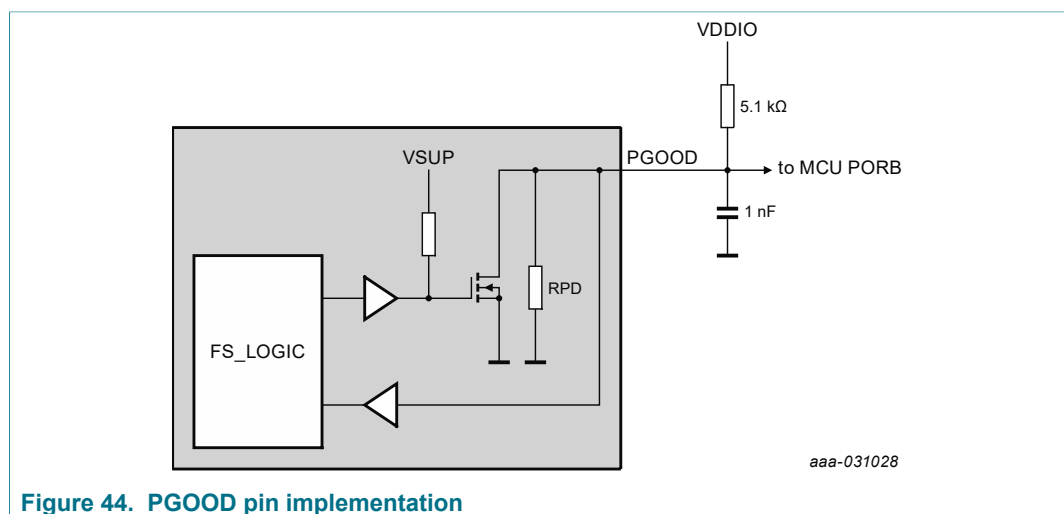 VDDIO
5.1 kΩ
VSUP
PGOOD
to MCU PORB
1 nF
RPD
FS_LOGIC
aaa-031028
Figure 44. PGOOD pin implementation